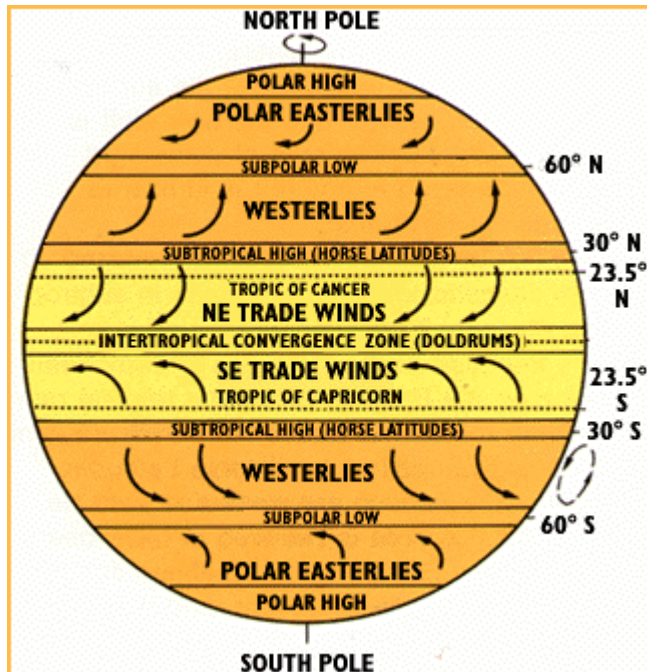 NORTH POLE
POLAR HIGH
POLAR EASTERLIES
SUBPOLAR LOW
60° N
WESTERLIES
30° N
SUBTROPICAL HIGH (HORSE LATITUDES)
23.5°
N
TROPIC OF CANCER
NE TRADE WINDS
INTERTROPICAL CONVERGENCE ZONE (DOLDRUMS)
SE TRADE WINDS
23.5°
S
TROPIC OF CAPRICORN
SUBTROPICAL HIGH (HORSE LATITUDES)
30° S
WESTERLIES
SUBPOLAR LOW
60° S
POLAR EASTERLIES
POLAR HIGH
SOUTH POLE